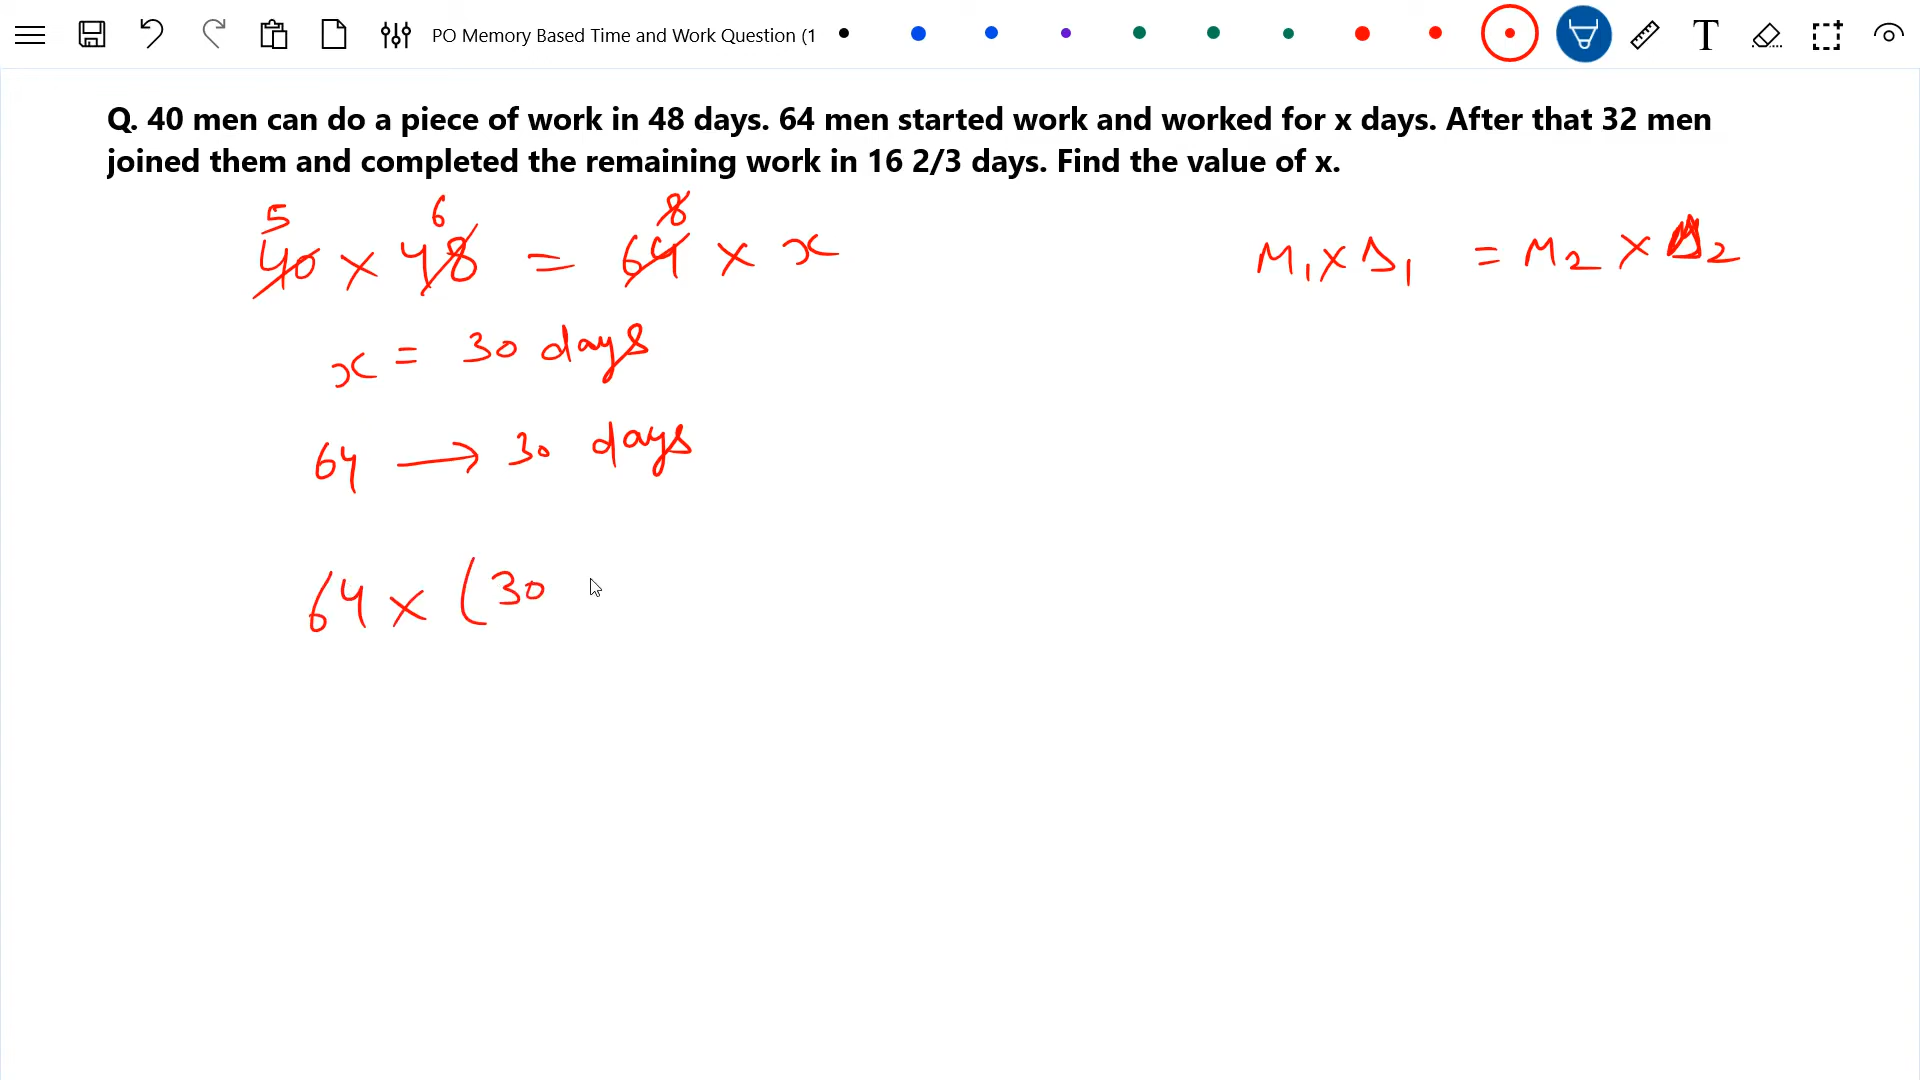 PO Memory Based Time and Work Question (1
T
Q. 40 men can do a piece of work in 48 days. 64 men started work and worked for x days. After that 32 men
joined them and completed the remaining work in 16 2/3 days. Find the value of x.
5 6 8
40 × 48 = 64 × x
M₁ × D₁ = M₂ × D₂
x = 30 days
64 → 30 days
64 × (30